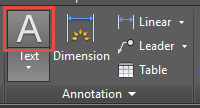 A
Text
Dimension
Linear
Leader
Table
Annotation